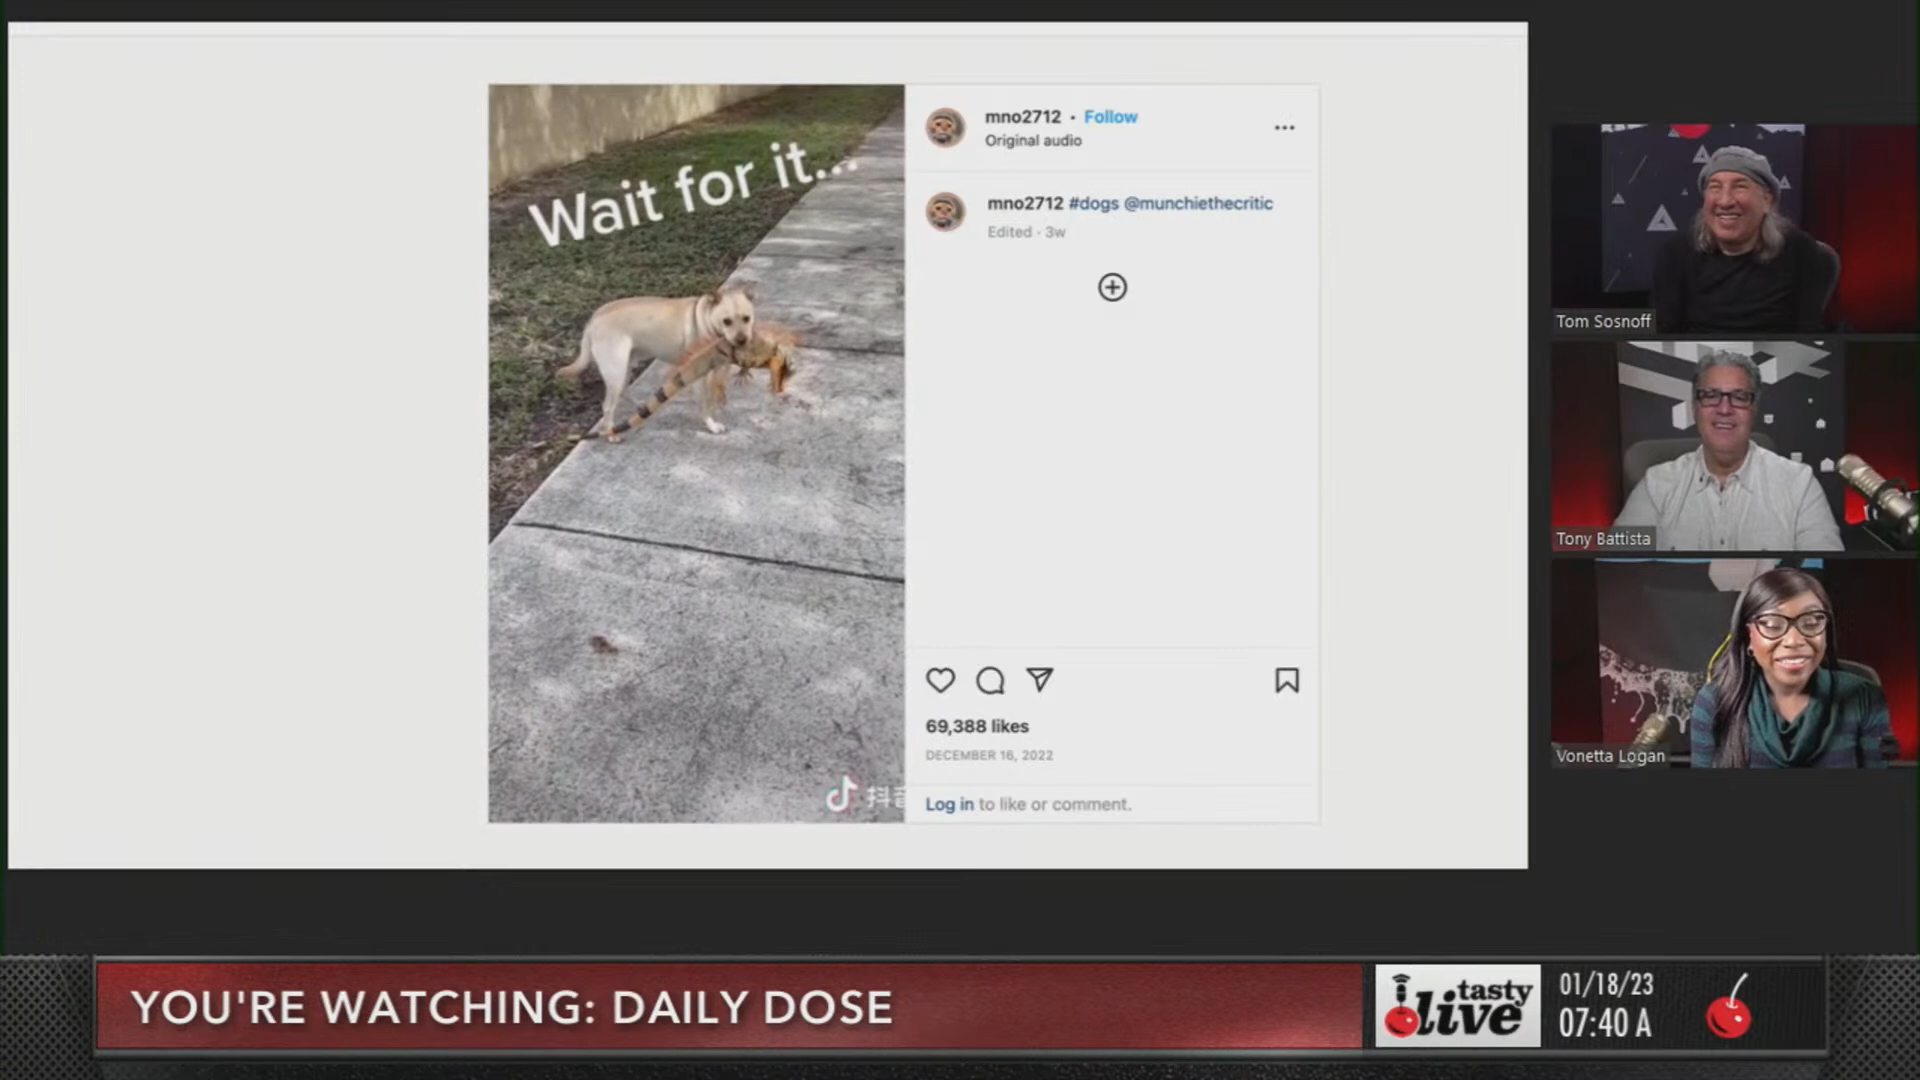 Wait for it...
mno2712 • Follow
Original audio
mno2712 #dogs @munchiethecritic
Edited · 3w
69,388 likes
DECEMBER 16, 2022
Log in to like or comment.
Tom Sosnoff
Tony Battista
Vonetta Logan
YOU'RE WATCHING: DAILY DOSE
tasty
live
01/18/23
07:40 A